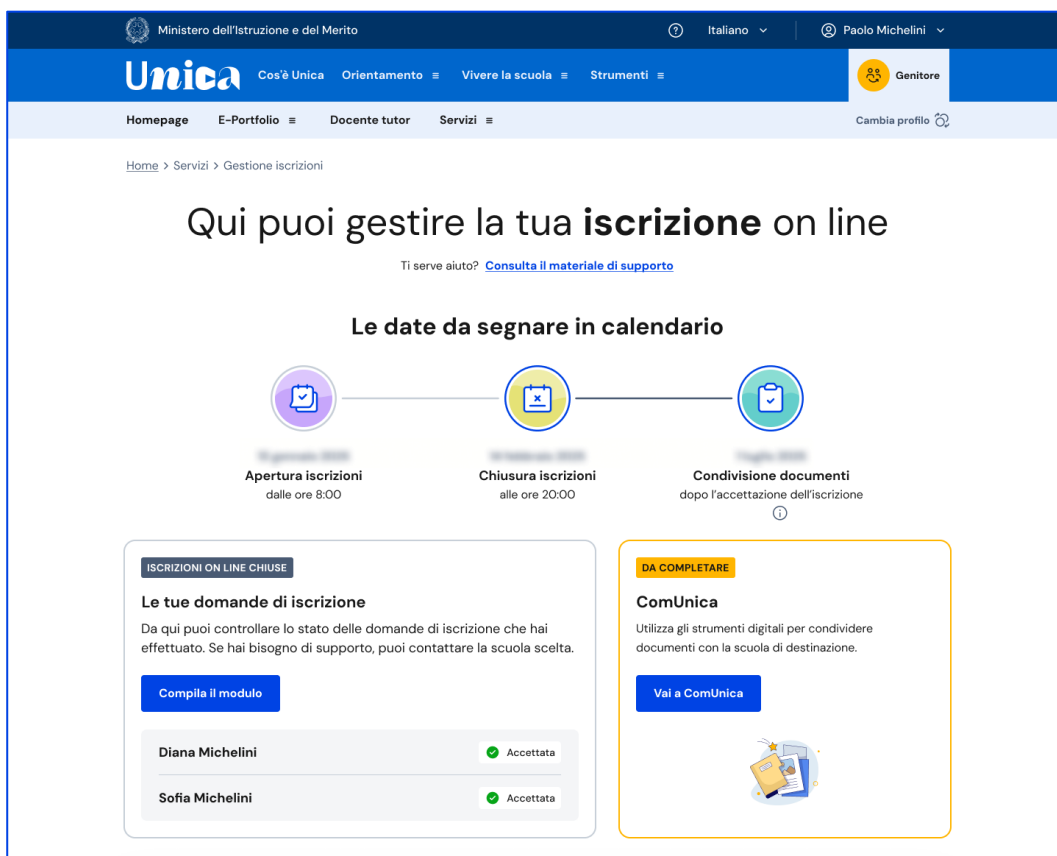 Ministero dell'Istruzione e del Merito
Italiano
Paolo Michelini
Unica
Cos'è Unica
Orientamento
Vivere la scuola
Strumenti
Genitore
Homepage
E-Portfolio
Docente tutor
Servizi
Cambia profilo
Home > Servizi > Gestione iscrizioni
Qui puoi gestire la tua iscrizione on line
Ti serve aiuto? Consulta il materiale di supporto
Le date da segnare in calendario
Apertura iscrizioni
dalle ore 8:00
Chiusura iscrizioni
alle ore 20:00
Condivisione documenti
dopo l'accettazione dell'iscrizione
ISCRIZIONI ON LINE CHIUSE
Le tue domande di iscrizione
Da qui puoi controllare lo stato delle domande di iscrizione che hai
effettuato. Se hai bisogno di supporto, puoi contattare la scuola scelta.
Compila il modulo
Diana Michelini
Accettata
Sofia Michelini
Accettata
DA COMPLETARE
ComUnica
Utilizza gli strumenti digitali per condividere
documenti con la scuola di destinazione.
Vai a ComUnica